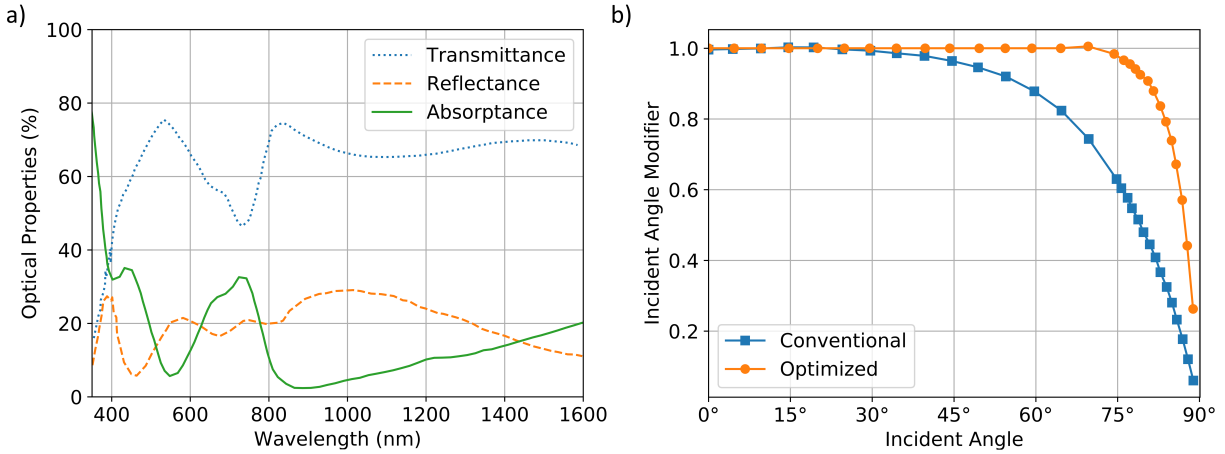 a)
100
80
60
40
20
0
Optical Properties (%)
Transmittance
Reflectance
Absorptance
400 600 800 1000 1200 1400 1600
Wavelength (nm)
b)
1.0
0.8
0.6
0.4
0.2
Incident Angle Modifier
Conventional
Optimized
0° 15° 30° 45° 60° 75° 90°
Incident Angle